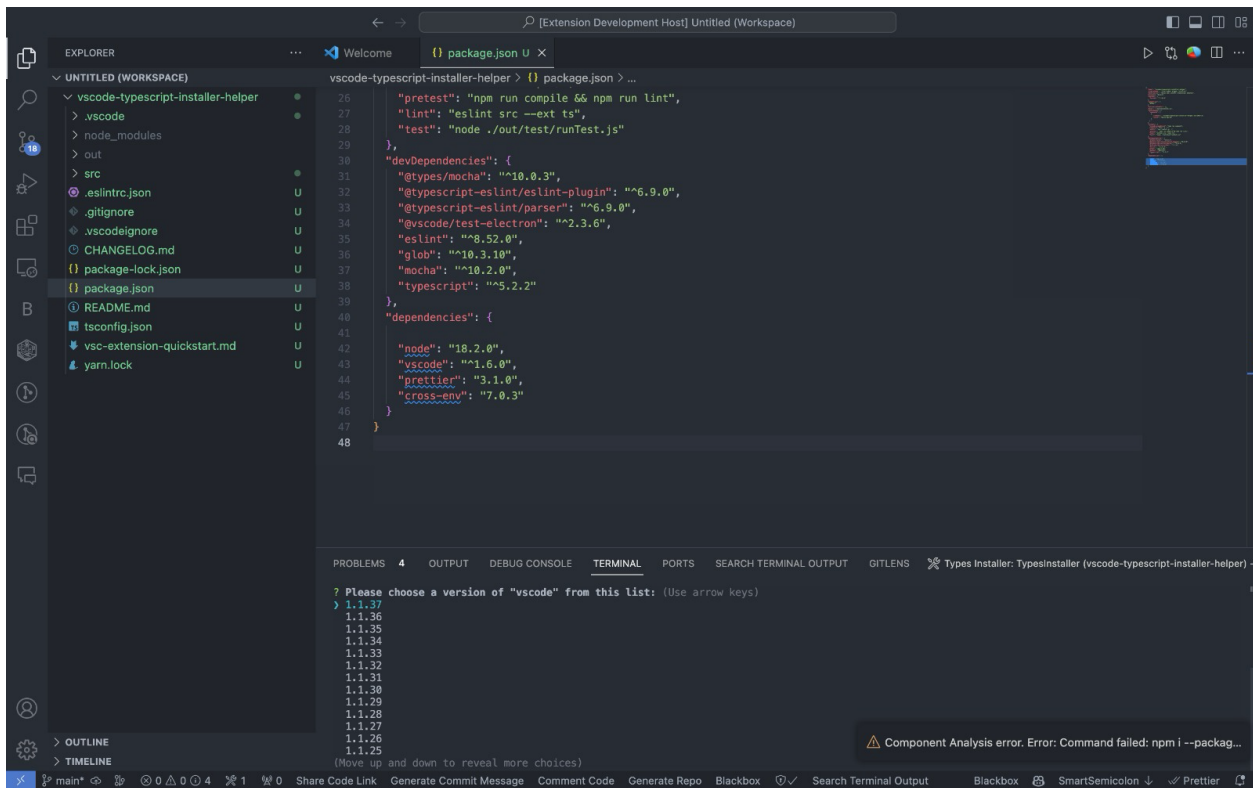 [Extension Development Host] Untitled (Workspace)
EXPLORER
Welcome
{} package.json U
UNTITLED (WORKSPACE)
vscode-typescript-installer-helper > {} package.json > ...
vscode-typescript-installer-helper
.vscode
node_modules
out
src
.eslintrc.json U
.gitignore U
.vscodeignore U
CHANGELOG.md U
{} package-lock.json U
{} package.json U
README.md U
tsconfig.json U
vsc-extension-quickstart.md U
yarn.lock U
18
26 "pretest": "npm run compile && npm run lint",
27 "lint": "eslint src --ext ts",
28 "test": "node ./out/test/runTest.js"
29 },
30 "devDependencies": {
31 "@types/mocha": "^10.0.3",
32 "@typescript-eslint/eslint-plugin": "^6.9.0",
33 "@typescript-eslint/parser": "^6.9.0",
34 "@vscode/test-electron": "^2.3.6",
35 "eslint": "^8.52.0",
36 "glob": "^10.3.10",
37 "mocha": "^10.2.0",
38 "typescript": "^5.2.2"
39 },
40 "dependencies": {
41
42 "node": "18.2.0",
43 "vscode": "^1.6.0",
44 "prettier": "3.1.0",
45 "cross-env": "7.0.3"
46 }
47 }
48
PROBLEMS 4 OUTPUT DEBUG CONSOLE TERMINAL PORTS SEARCH TERMINAL OUTPUT GITLENS Types Installer: TypesInstaller (vscode-typescript-installer-helper) -
? Please choose a version of "vscode" from this list: (Use arrow keys)
❯ 1.1.37
1.1.36
1.1.35
1.1.34
1.1.33
1.1.32
1.1.31
1.1.30
1.1.29
1.1.28
1.1.27
1.1.26
1.1.25
(Move up and down to reveal more choices)
Component Analysis error. Error: Command failed: npm i --packag...
OUTLINE
TIMELINE
main* 0 0 4 1 0 Share Code Link Generate Commit Message Comment Code Generate Repo Blackbox Search Terminal Output Blackbox SmartSemicolon ↓ Prettier